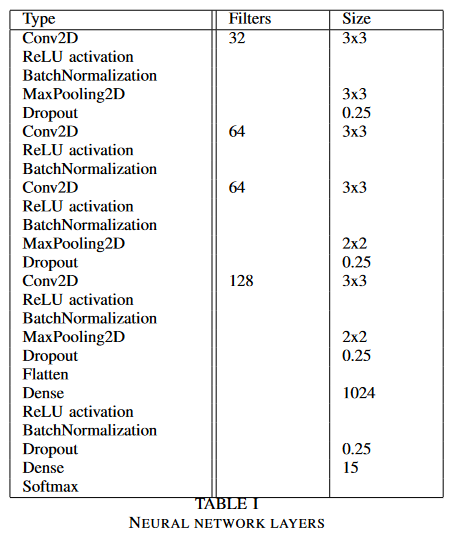 Type Filters Size
Conv2D 32 3x3
ReLU activation
BatchNormalization
MaxPooling2D 3x3
Dropout 0.25
Conv2D 64 3x3
ReLU activation
BatchNormalization
Conv2D 64 3x3
ReLU activation
BatchNormalization
MaxPooling2D 2x2
Dropout 0.25
Conv2D 128 3x3
ReLU activation
BatchNormalization
MaxPooling2D 2x2
Dropout 0.25
Flatten
Dense 1024
ReLU activation
BatchNormalization
Dropout 0.25
Dense 15
Softmax
TABLE I
NEURAL NETWORK LAYERS